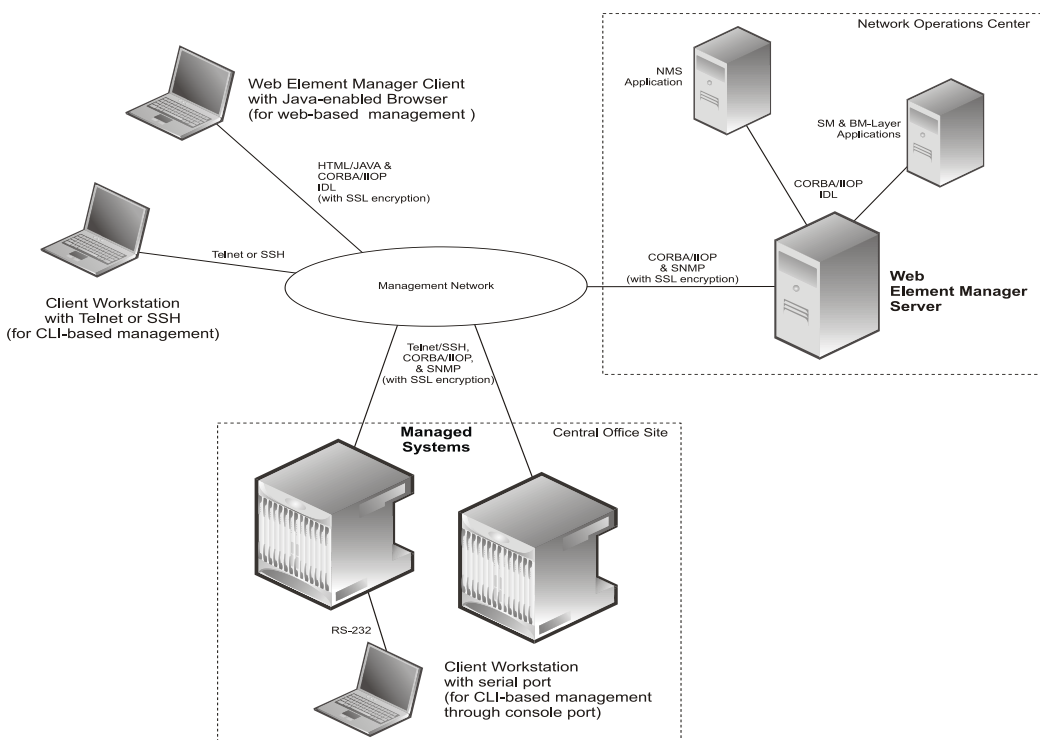 Network Operations Center
NMS
Application
SM & BM-Layer
Applications
CORBA/IIOP
IDL
Web Element Manager Client
with Java-enabled Browser
(for web-based management )
HTML/JAVA &
CORBA/IIOP
IDL
(with SSL encryption)
Telnet or SSH
Client Workstation
with Telnet or SSH
(for CLI-based management)
Management Network
CORBA/IIOP
& SNMP
(with SSL encryption)
Web
Element Manager
Server
Telnet/SSH,
CORBA/IIOP,
& SNMP
(with SSL encryption)
Managed
Systems
Central Office Site
RS-232
Client Workstation
with serial port
(for CLI-based management
through console port)